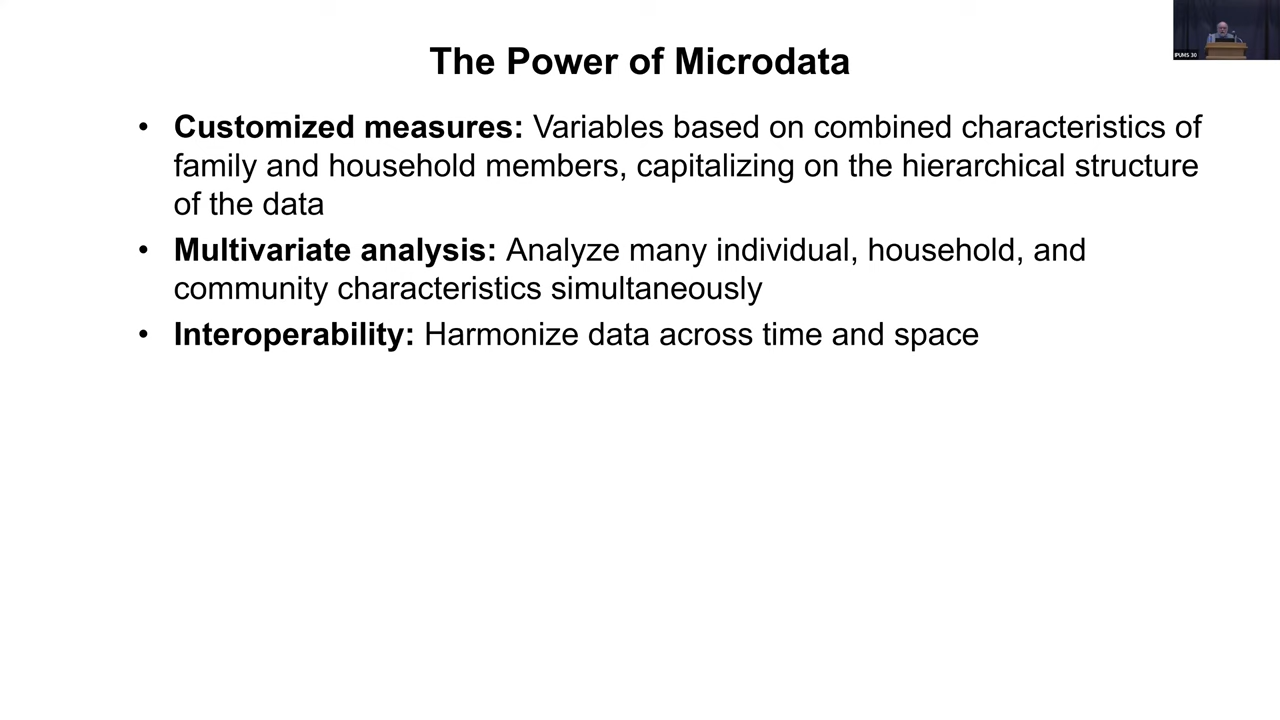 IPUMS 30
The Power of Microdata
• Customized measures: Variables based on combined characteristics of
family and household members, capitalizing on the hierarchical structure
of the data
• Multivariate analysis: Analyze many individual, household, and
community characteristics simultaneously
• Interoperability: Harmonize data across time and space